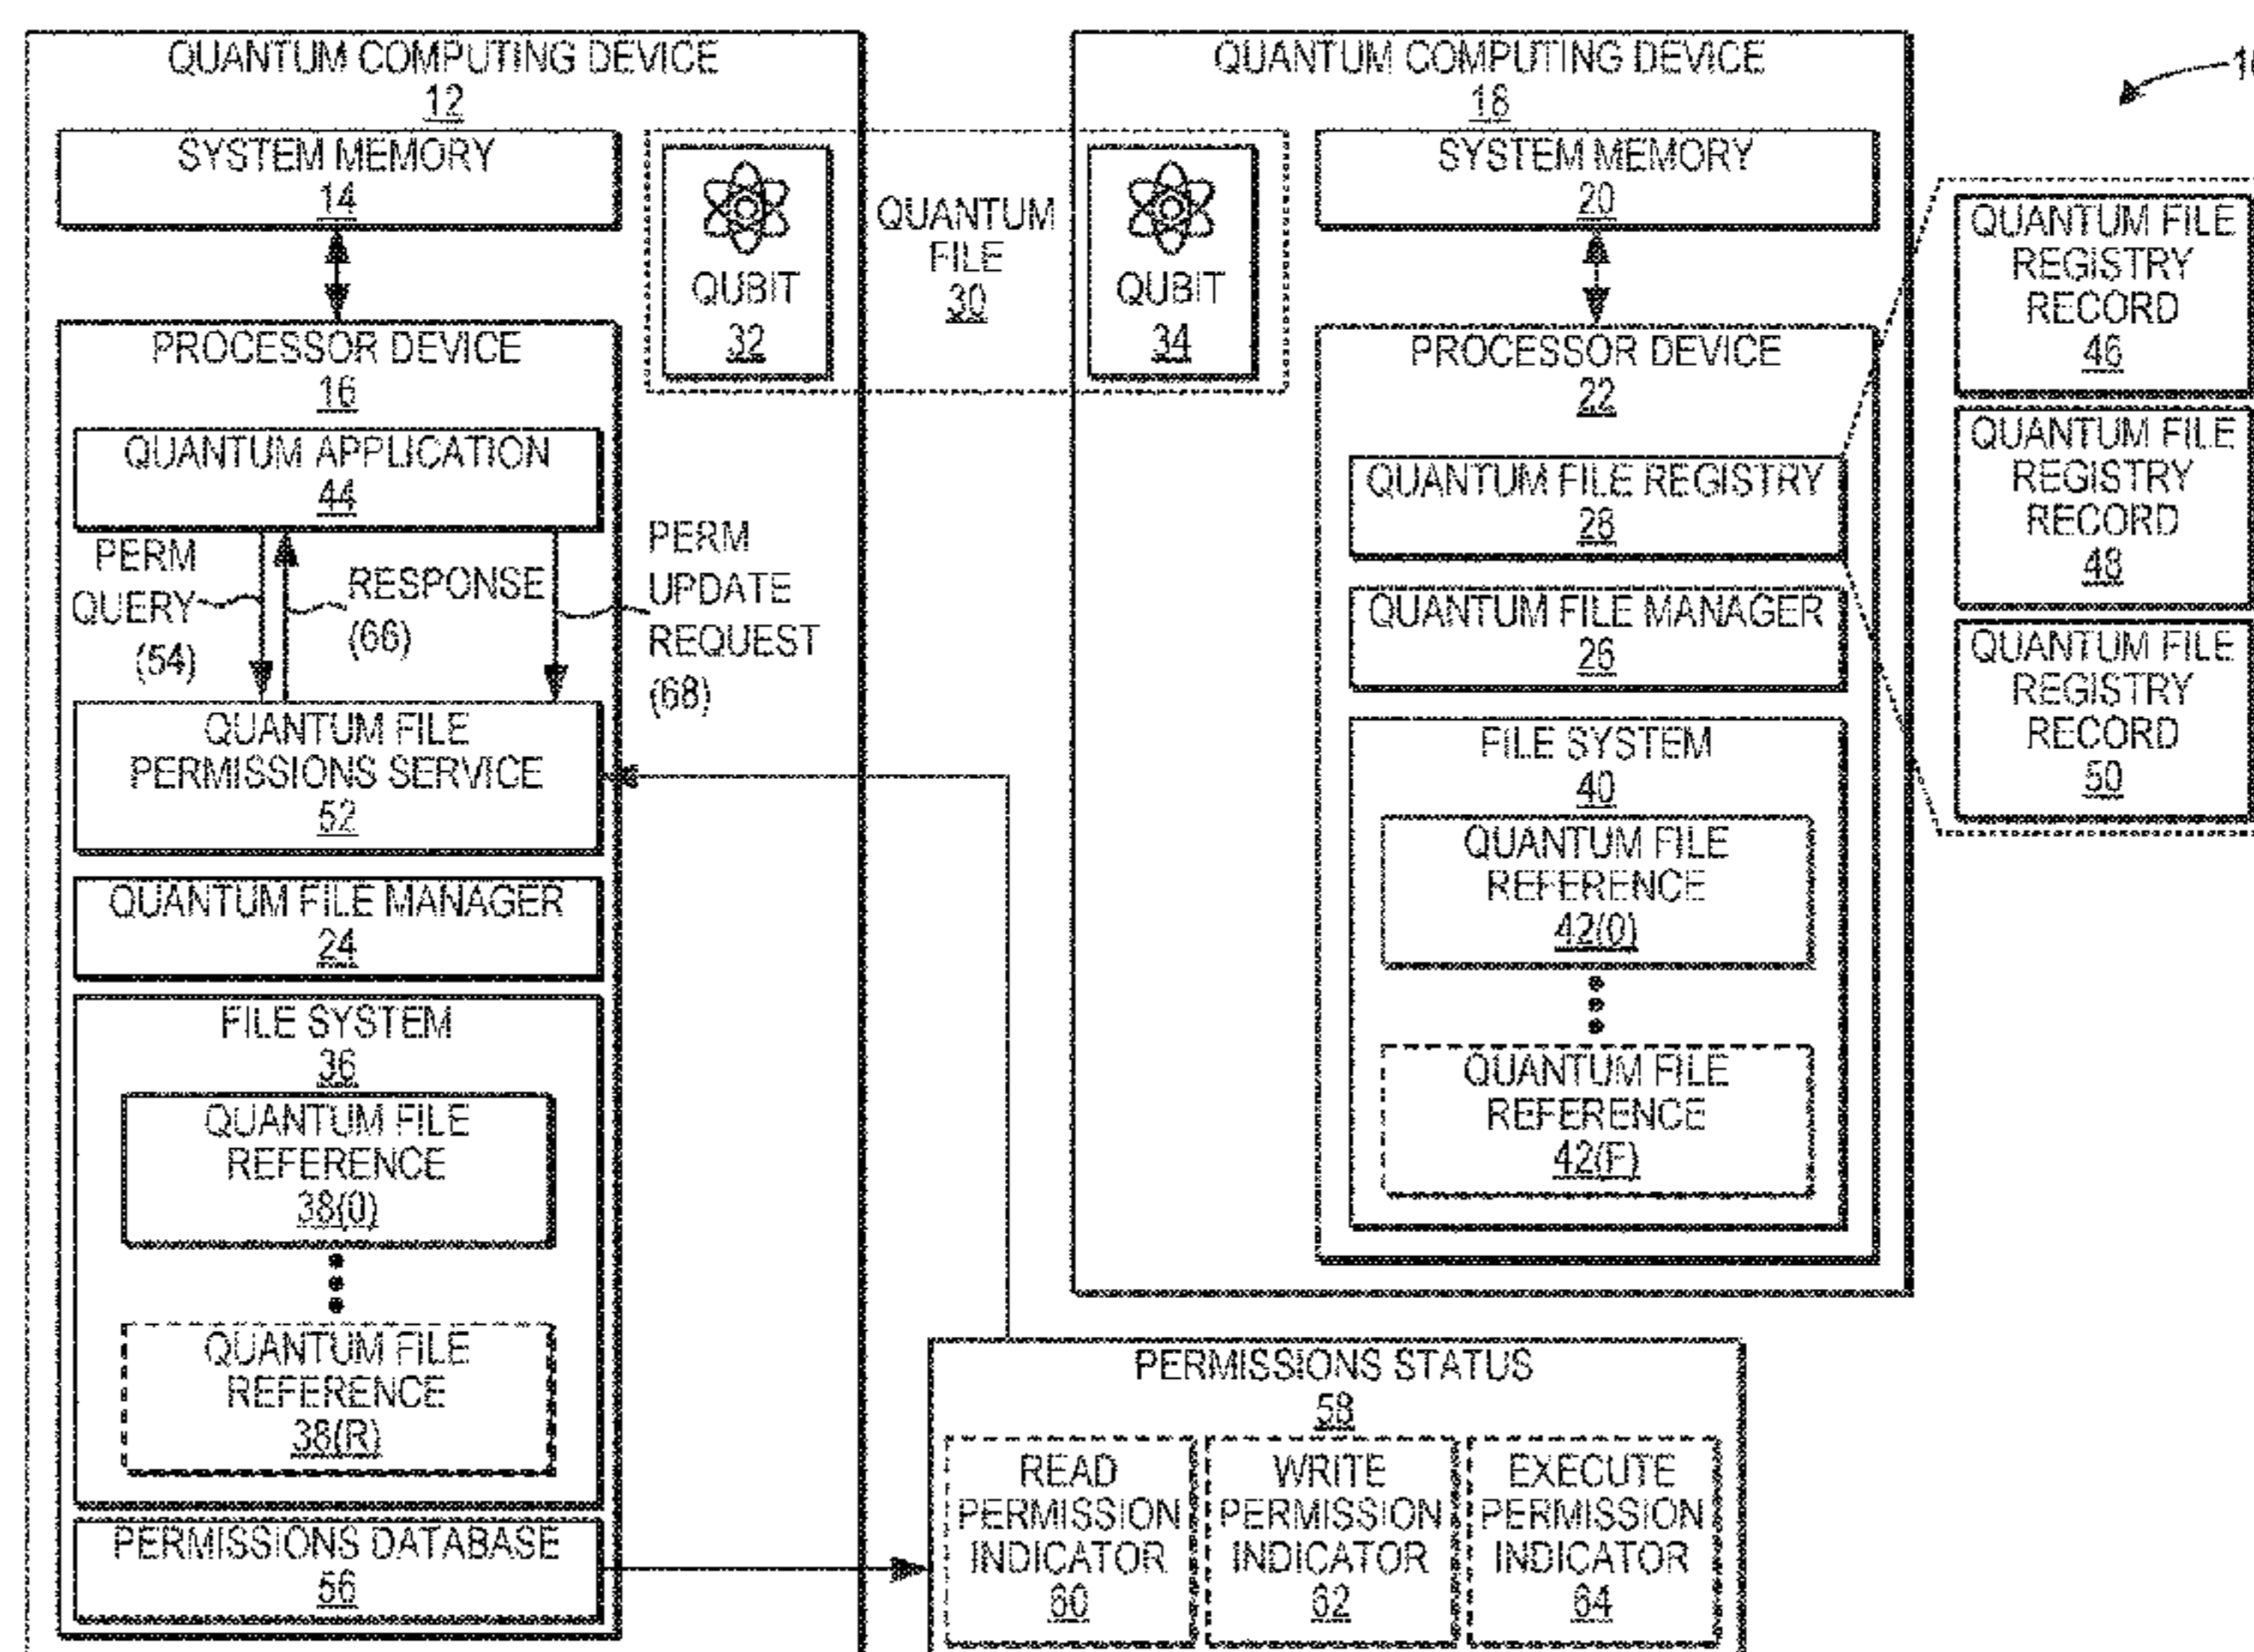 QUANTUM COMPUTING DEVICE
12
SYSTEM MEMORY
14
PROCESSOR DEVICE
16
QUANTUM APPLICATION
44
PERM
QUERY
(54)
RESPONSE
(66)
PERM
UPDATE
REQUEST
(68)
QUANTUM FILE
PERMISSIONS SERVICE
52
QUANTUM FILE MANAGER
24
FILE SYSTEM
36
QUANTUM FILE
REFERENCE
38(0)
QUANTUM FILE
REFERENCE
38(R)
PERMISSIONS DATABASE
56
QUBIT
32
QUANTUM
FILE
30
QUBIT
34
QUANTUM COMPUTING DEVICE
18
SYSTEM MEMORY
20
PROCESSOR DEVICE
22
QUANTUM FILE REGISTRY
28
QUANTUM FILE MANAGER
26
FILE SYSTEM
40
QUANTUM FILE
REFERENCE
42(0)
QUANTUM FILE
REFERENCE
42(F)
QUANTUM FILE
REGISTRY
RECORD
46
QUANTUM FILE
REGISTRY
RECORD
48
QUANTUM FILE
REGISTRY
RECORD
50
PERMISSIONS STATUS
58
READ
PERMISSION
INDICATOR
60
WRITE
PERMISSION
INDICATOR
62
EXECUTE
PERMISSION
INDICATOR
64